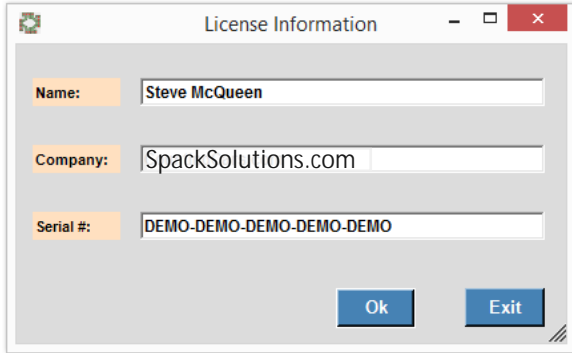 License Information
Name: Steve McQueen
Company: SpackSolutions.com
Serial #: DEMO-DEMO-DEMO-DEMO-DEMO
Ok Exit